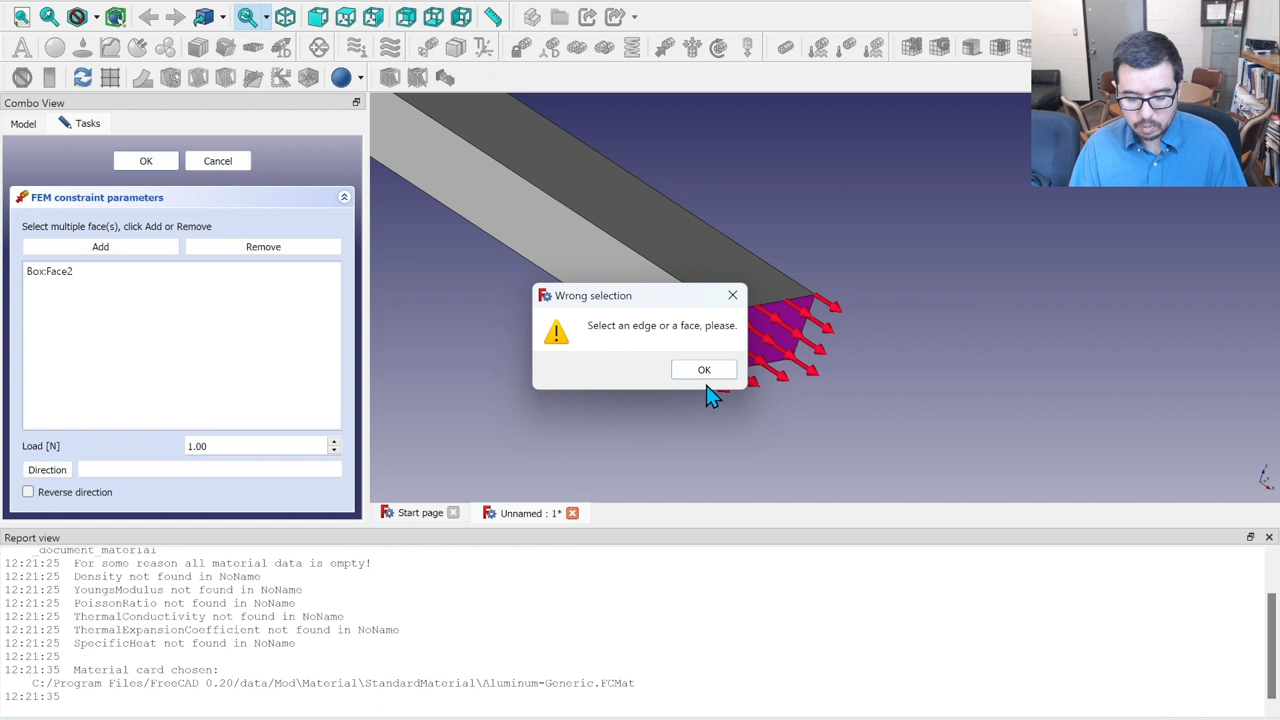 Combo View
Model
Tasks
OK
Cancel
FEM constraint parameters
Select multiple face(s), click Add or Remove
Add
Remove
Box:Face2
Load [N]
1.00
Direction
Reverse direction
Wrong selection
Select an edge or a face, please.
OK
Start page
Unnamed : 1*
Report view
_document_material
12:21:25 For some reason all material data is empty!
12:21:25 Density not found in NoName
12:21:25 YoungsModulus not found in NoName
12:21:25 PoissonRatio not found in NoName
12:21:25 ThermalConductivity not found in NoName
12:21:25 ThermalExpansionCoefficient not found in NoName
12:21:25 SpecificHeat not found in NoName
12:21:25
12:21:35 Material card chosen:
C:/Program Files/FreeCAD 0.20/data/Mod\Material\StandardMaterial\Aluminum-Generic.FCMat
12:21:35